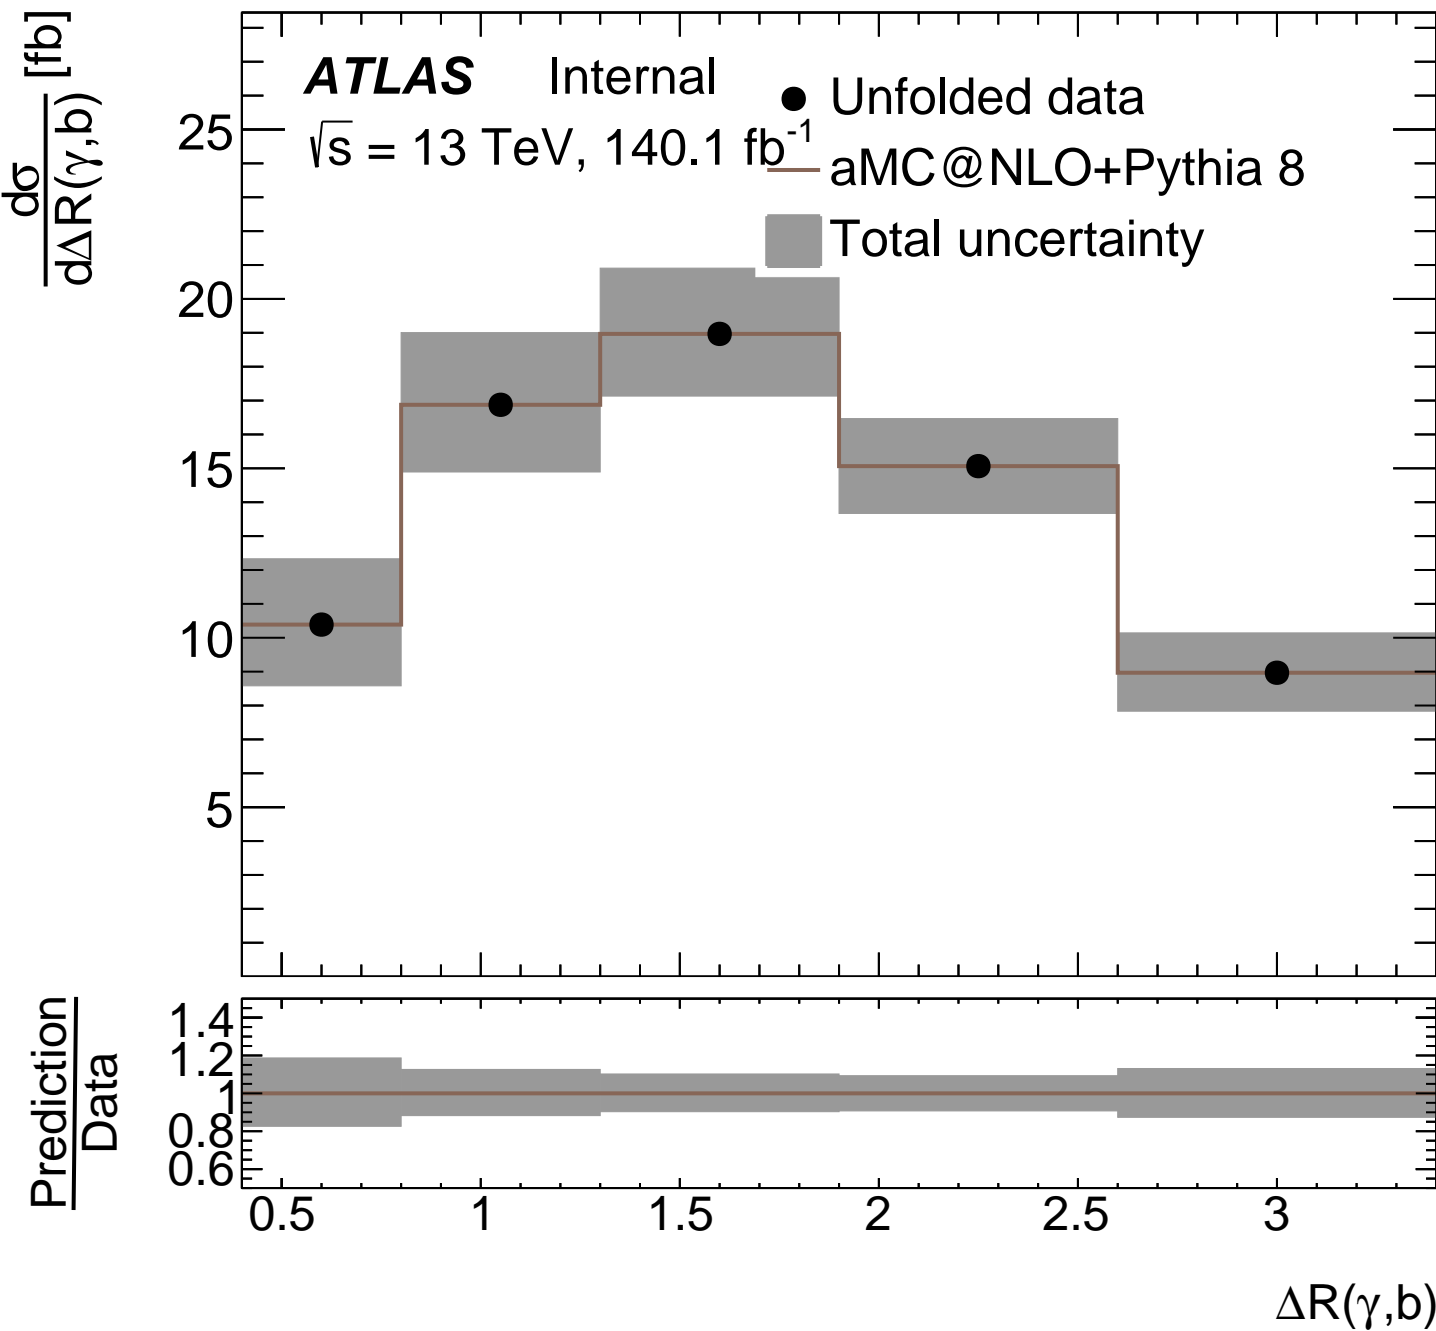 dσ
dΔR(γ,b) [fb]
ATLAS Internal
√s = 13 TeV, 140.1 fb⁻¹
Unfolded data
aMC@NLO+Pythia 8
Total uncertainty
25
20
15
10
5
Prediction
Data
1.4
1.2
1
0.8
0.6
0.5 1 1.5 2 2.5 3
ΔR(γ,b)